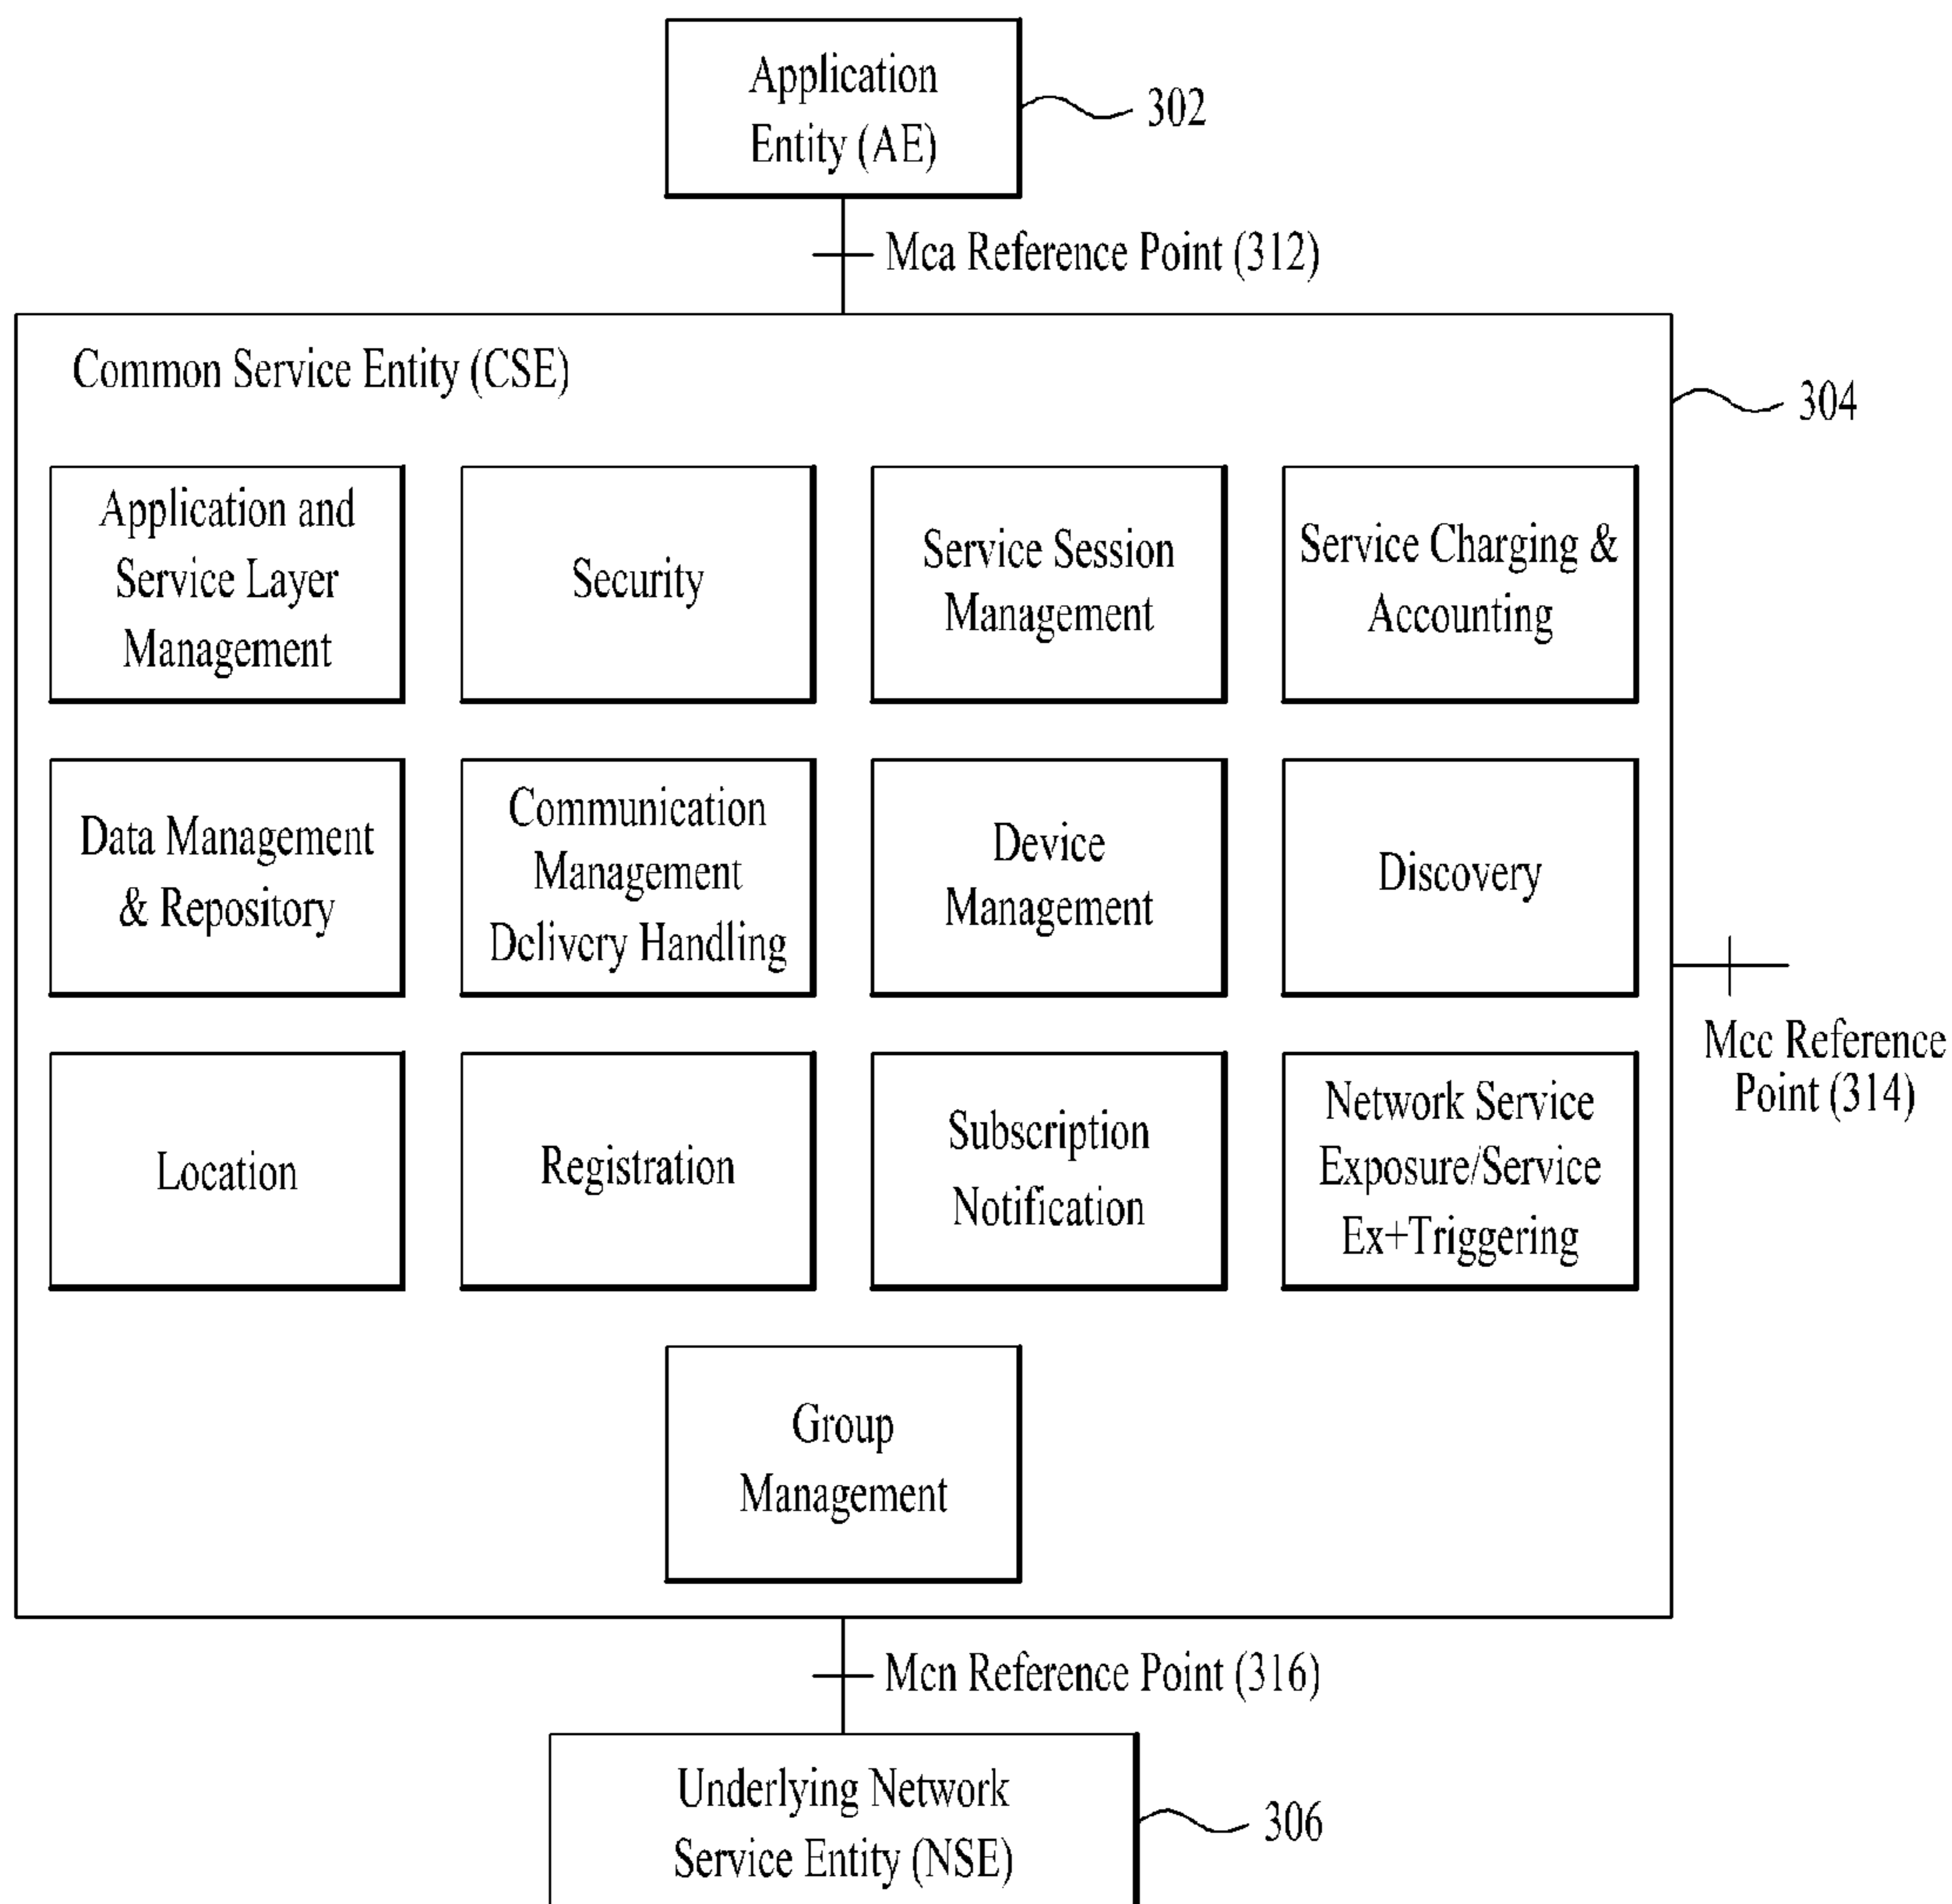 Application
Entity (AE)
302
Mca Reference Point (312)
Common Service Entity (CSE)
304
Application and
Service Layer
Management
Security
Service Session
Management
Service Charging &
Accounting
Data Management
& Repository
Communication
Management
Delivery Handling
Device
Management
Discovery
Mcc Reference
Point (314)
Location
Registration
Subscription
Notification
Network Service
Exposure/Service
Ex+Triggering
Group
Management
Mcn Reference Point (316)
Underlying Network
Service Entity (NSE)
306